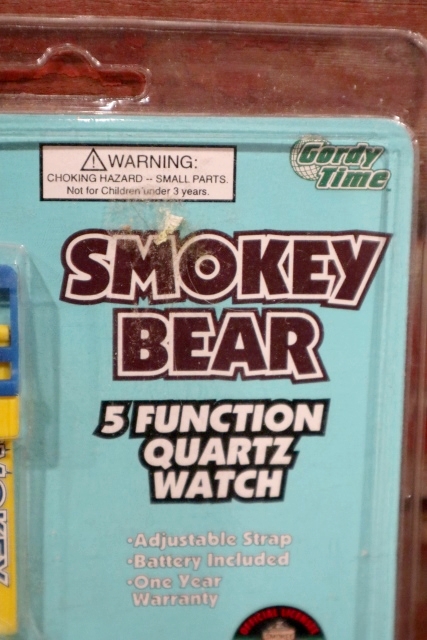 WARNING:
CHOKING HAZARD -- SMALL PARTS.
Not for Children under 3 years.
Gordy
Time
SMOKEY
BEAR
5 FUNCTION
QUARTZ
WATCH
·Adjustable Strap
·Battery Included
·One Year
Warranty